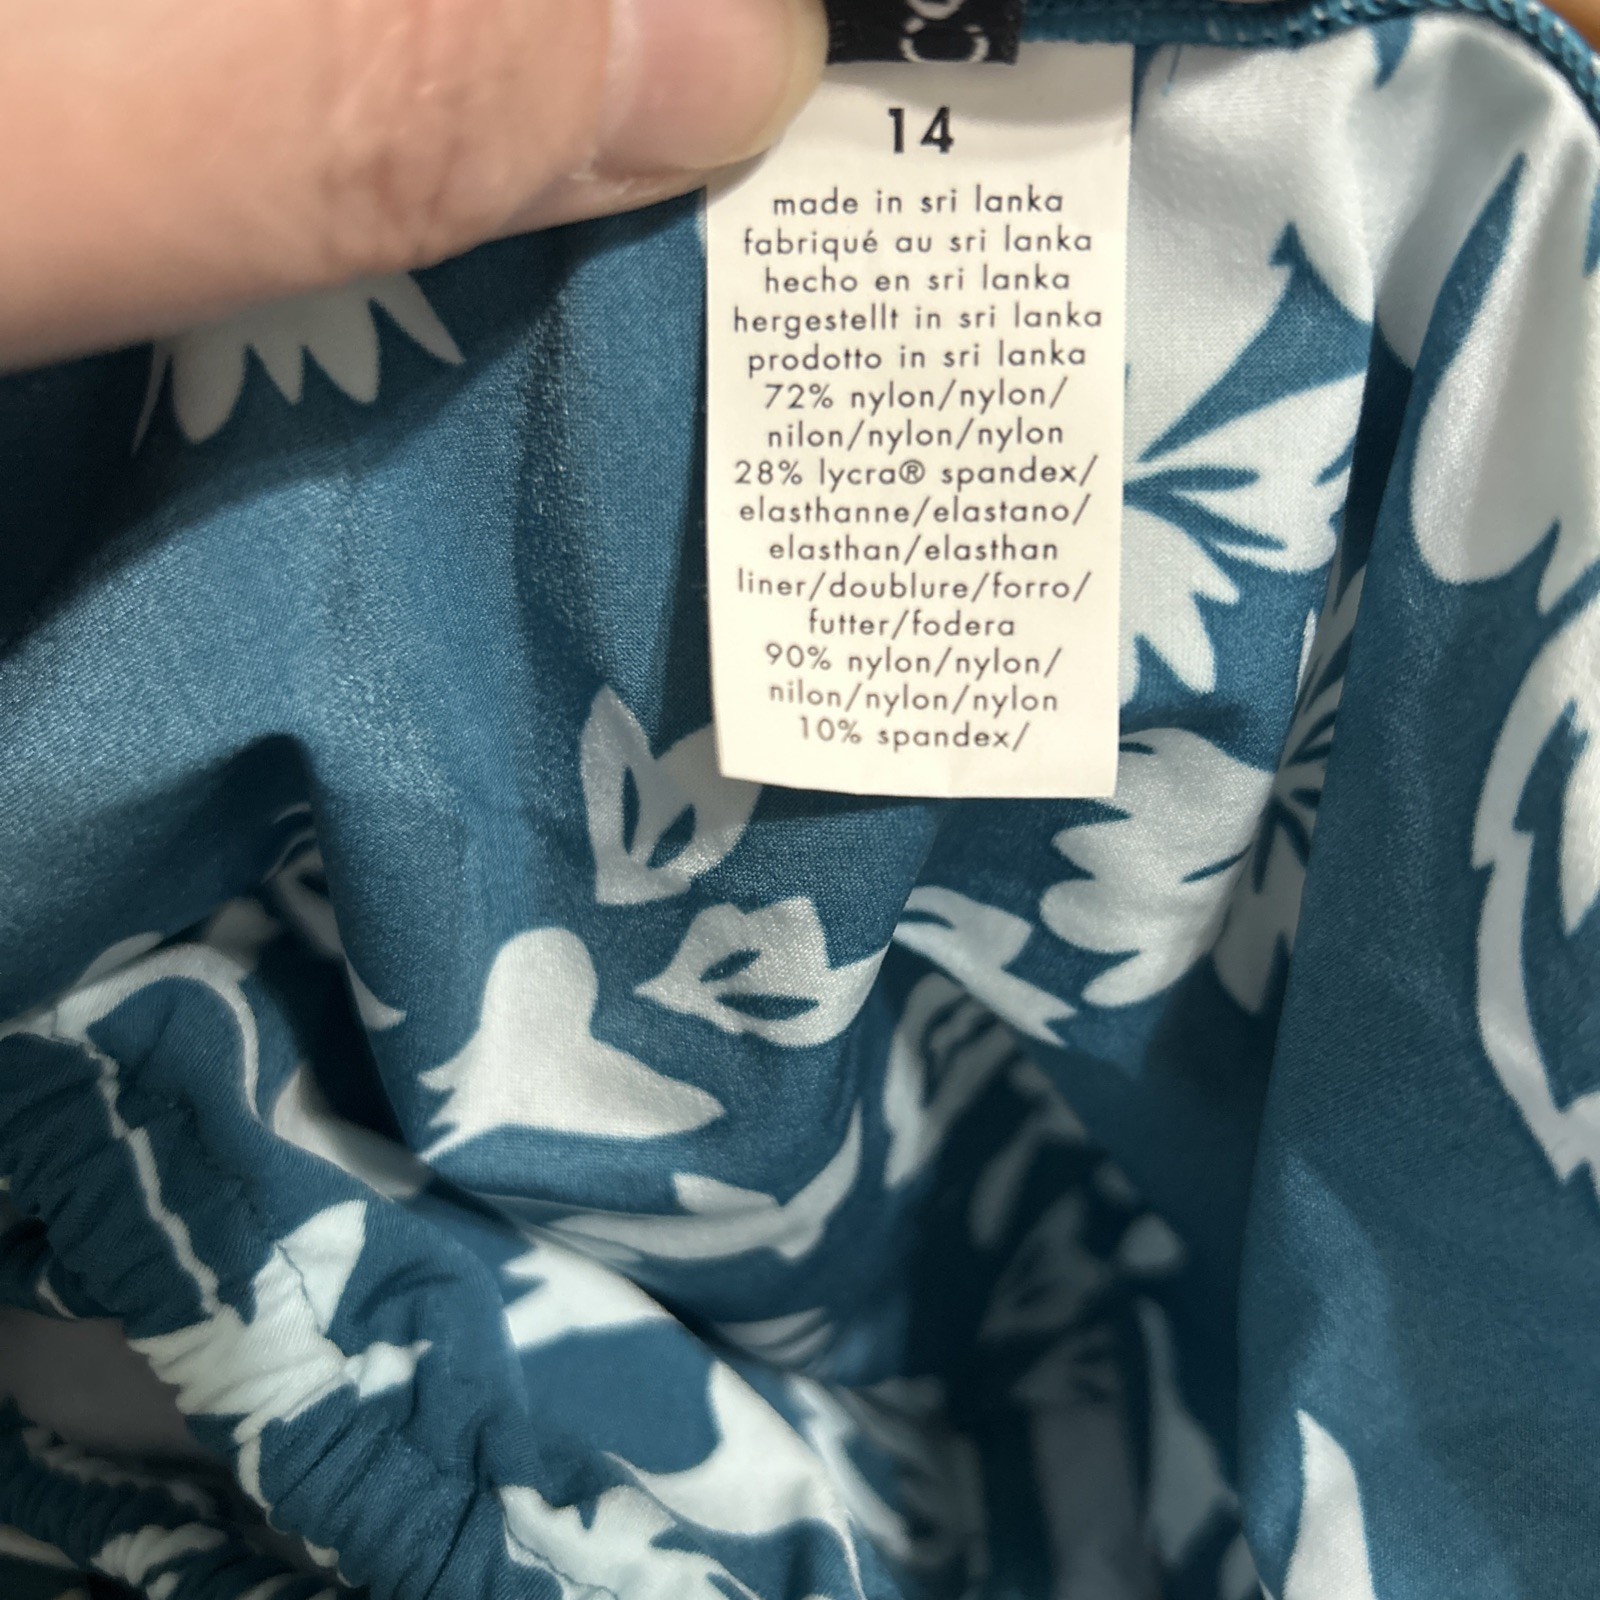 14
made in sri lanka
fabriqué au sri lanka
hecho en sri lanka
hergestellt in sri lanka
prodotto in sri lanka
72% nylon/nylon/
nilon/nylon/nylon
28% lycra® spandex/
elasthanne/elastano/
elasthan/elasthan
liner/doublure/forro/
futter/fodera
90% nylon/nylon/
nilon/nylon/nylon
10% spandex/